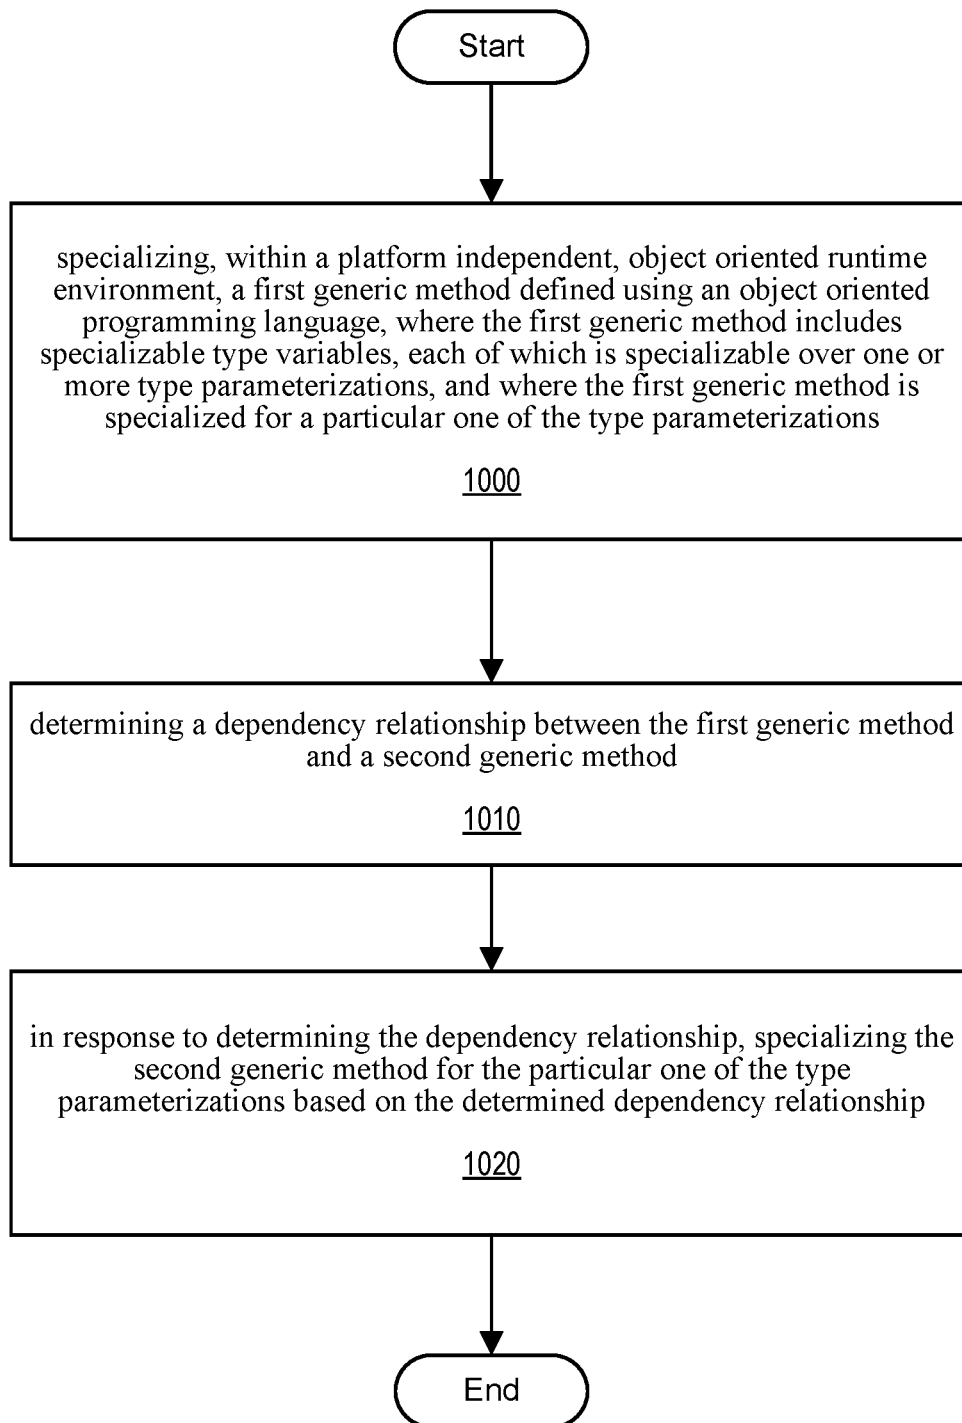 Start
specializing, within a platform independent, object oriented runtime
environment, a first generic method defined using an object oriented
programming language, where the first generic method includes
specializable type variables, each of which is specializable over one or
more type parameterizations, and where the first generic method is
specialized for a particular one of the type parameterizations
1000
determining a dependency relationship between the first generic method
and a second generic method
1010
in response to determining the dependency relationship, specializing the
second generic method for the particular one of the type
parameterizations based on the determined dependency relationship
1020
End